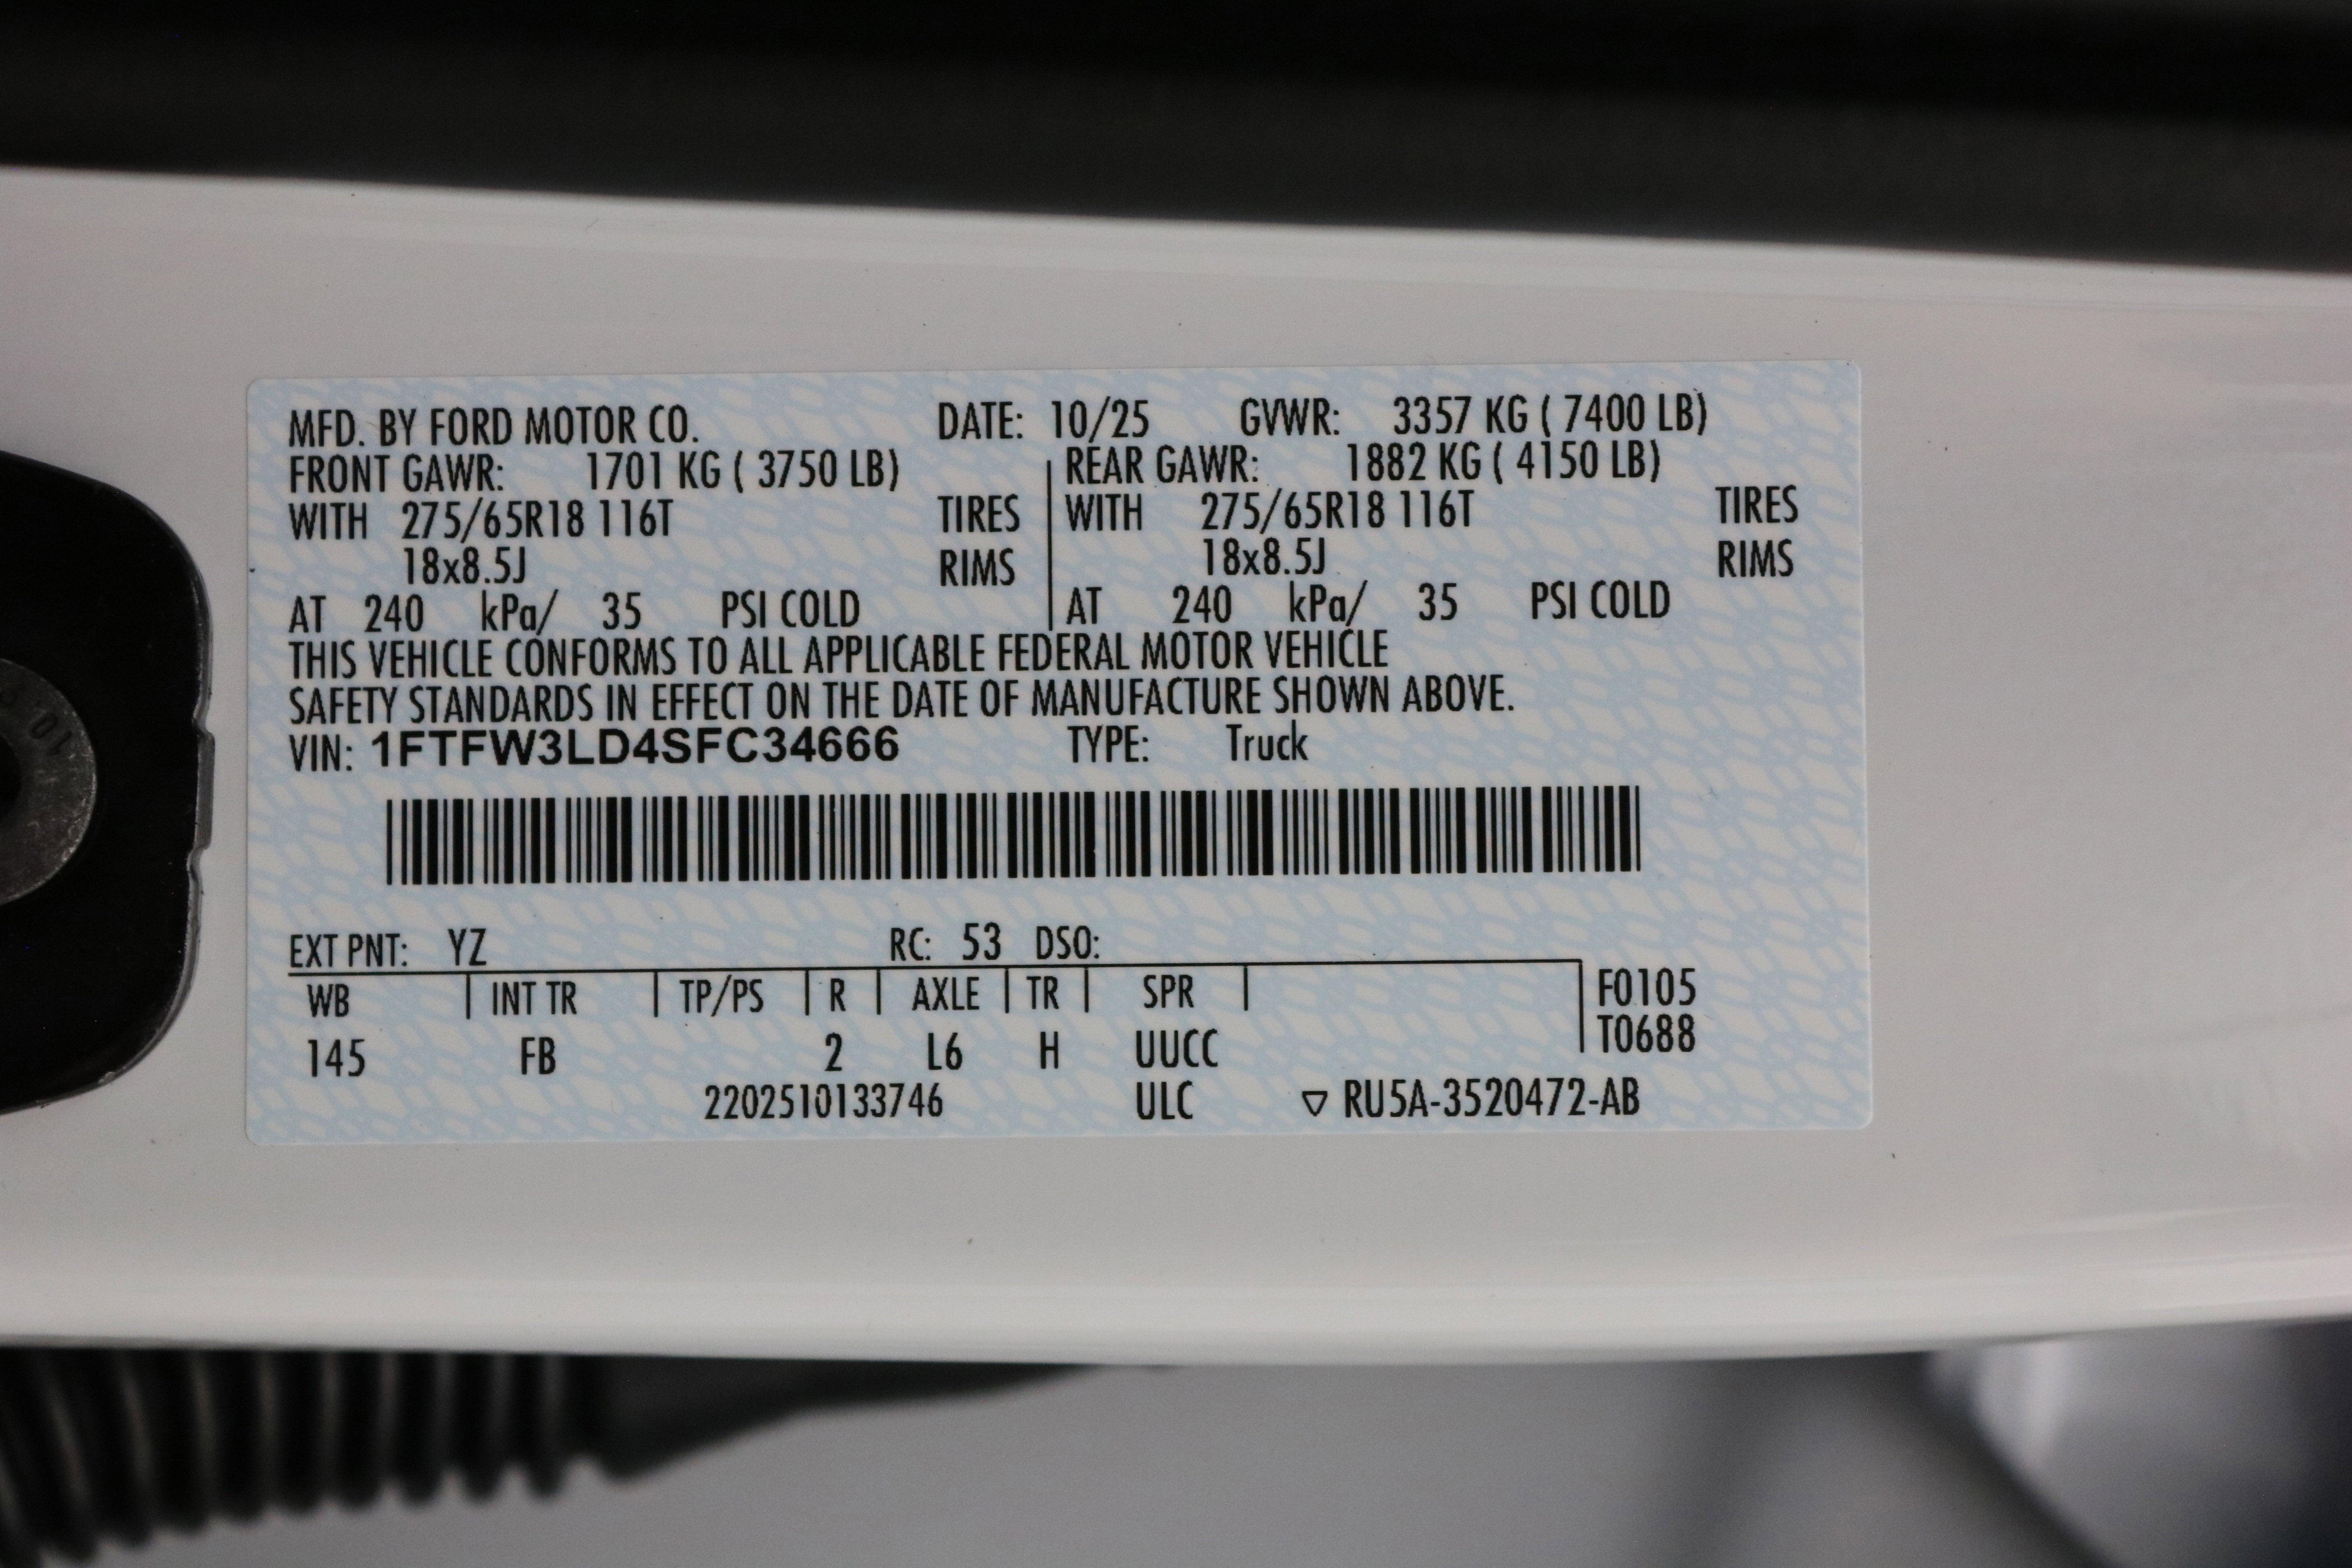 MFD. BY FORD MOTOR CO. DATE: 10/25 GVWR: 3357 KG ( 7400 LB)
FRONT GAWR: 1701 KG ( 3750 LB) REAR GAWR: 1882 KG ( 4150 LB)
WITH 275/65R18 116T TIRES WITH 275/65R18 116T TIRES
18x8.5J RIMS 18x8.5J RIMS
AT 240 kPa/ 35 PSI COLD AT 240 kPa/ 35 PSI COLD
THIS VEHICLE CONFORMS TO ALL APPLICABLE FEDERAL MOTOR VEHICLE
SAFETY STANDARDS IN EFFECT ON THE DATE OF MANUFACTURE SHOWN ABOVE.
VIN: 1FTFW3LD4SFC34666 TYPE: Truck
EXT PNT: YZ RC: 53 DSO:
WB INT TR TP/PS R AXLE TR SPR F0105
145 FB 2 L6 H UUCC T0688
2202510133746 ULC ▽ RU5A-3520472-AB